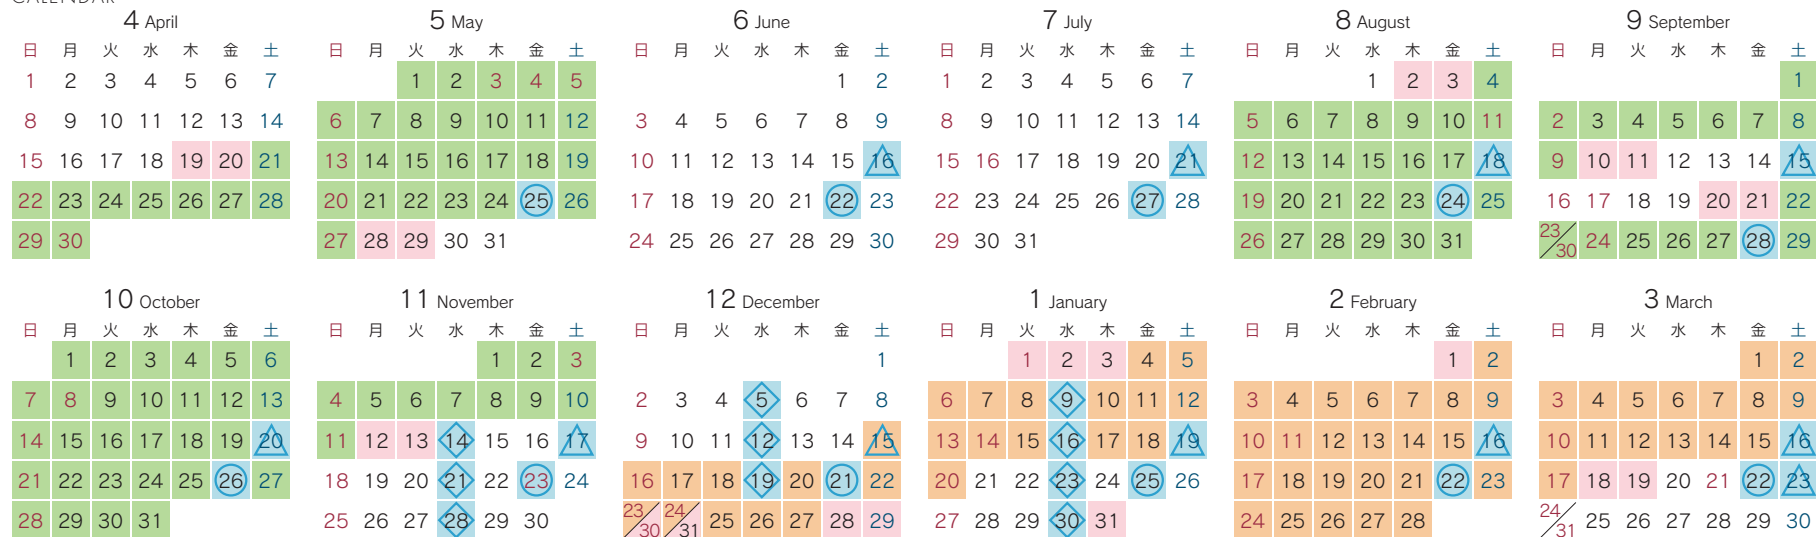 CALENDAR
4 April
日 月 火 水 木 金 土
1 2 3 4 5 6 7
8 9 10 11 12 13 14
15 16 17 18 19 20 21
22 23 24 25 26 27 28
29 30
5 May
日 月 火 水 木 金 土
1 2 3 4 5
6 7 8 9 10 11 12
13 14 15 16 17 18 19
20 21 22 23 24 25 26
27 28 29 30 31
6 June
日 月 火 水 木 金 土
1 2
3 4 5 6 7 8 9
10 11 12 13 14 15 16
17 18 19 20 21 22 23
24 25 26 27 28 29 30
7 July
日 月 火 水 木 金 土
1 2 3 4 5 6 7
8 9 10 11 12 13 14
15 16 17 18 19 20 21
22 23 24 25 26 27 28
29 30 31
8 August
日 月 火 水 木 金 土
1 2 3 4
5 6 7 8 9 10 11
12 13 14 15 16 17 18
19 20 21 22 23 24 25
26 27 28 29 30 31
9 September
日 月 火 水 木 金 土
1
2 3 4 5 6 7 8
9 10 11 12 13 14 15
16 17 18 19 20 21 22
23/30 24 25 26 27 28 29
10 October
日 月 火 水 木 金 土
1 2 3 4 5 6
7 8 9 10 11 12 13
14 15 16 17 18 19 20
21 22 23 24 25 26 27
28 29 30 31
11 November
日 月 火 水 木 金 土
1 2 3
4 5 6 7 8 9 10
11 12 13 14 15 16 17
18 19 20 21 22 23 24
25 26 27 28 29 30
12 December
日 月 火 水 木 金 土
1
2 3 4 5 6 7 8
9 10 11 12 13 14 15
16 17 18 19 20 21 22
23/30 24/31 25 26 27 28 29
1 January
日 月 火 水 木 金 土
1 2 3 4 5
6 7 8 9 10 11 12
13 14 15 16 17 18 19
20 21 22 23 24 25 26
27 28 29 30 31
2 February
日 月 火 水 木 金 土
1 2
3 4 5 6 7 8 9
10 11 12 13 14 15 16
17 18 19 20 21 22 23
24 25 26 27 28
3 March
日 月 火 水 木 金 土
1 2
3 4 5 6 7 8 9
10 11 12 13 14 15 16
17 18 19 20 21 22 23
24/31 25 26 27 28 29 30